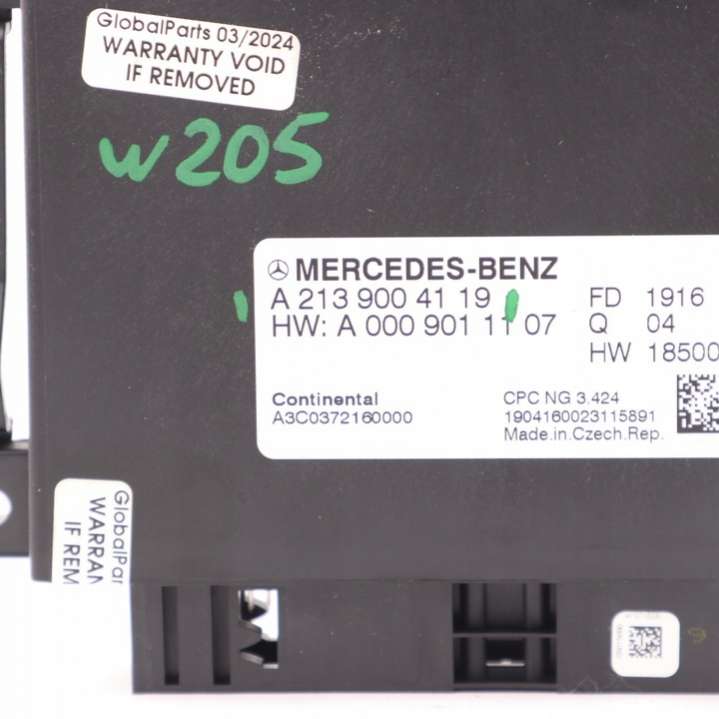 GlobalParts 03/2024
WARRANTY VOID
IF REMOVED
W205
MERCEDES-BENZ
A 213 900 41 19
HW: A 000 901 11 07
FD 1916
Q 04
HW 18500
Continental
A3C0372160000
CPC NG 3.424
1904160023115891
Made.in.Czech.Rep.
GlobalPar
WARRAN
IF REM